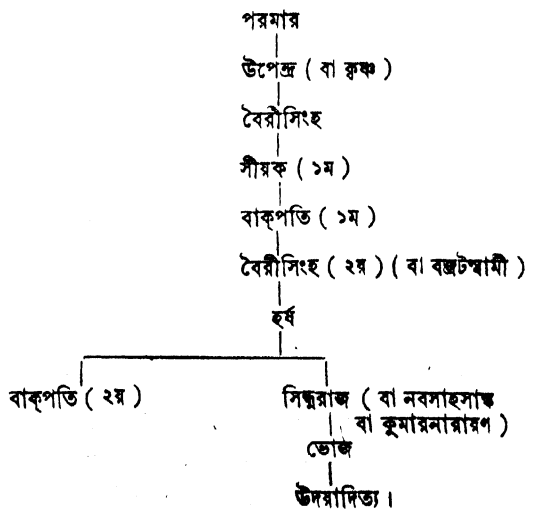 পরমার
উপেন্দ্র ( বা কৃষ্ণ )
বৈরীসিংহ
সীয়ক ( ১ম )
বাক্‌পতি ( ১ম )
বৈরীসিংহ ( ২য় ) ( বা বজ্রটস্বামী )
হর্ষ
বাক্‌পতি ( ২য় ) সিন্ধুরাজ ( বা নবসাহসাঙ্ক
বা কুমারনারায়ণ )
ভোজ
উদয়াদিত্য ।